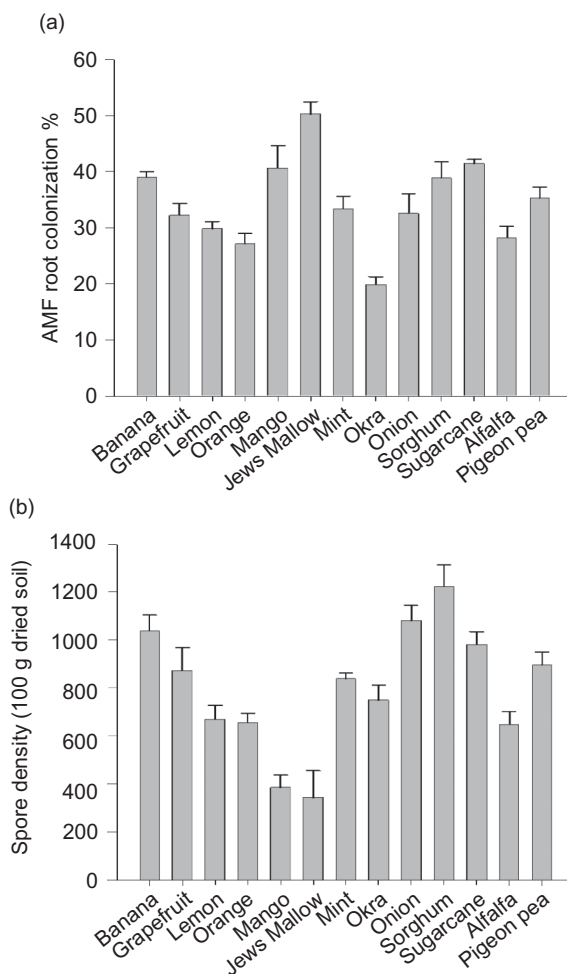 (a)
AMF root colonization %
60
50
40
30
20
10
0
Banana
Grapefruit
Lemon
Orange
Mango
Jews Mallow
Mint
Okra
Onion
Sorghum
Sugarcane
Alfalfa
Pigeon pea
(b)
Spore density (100 g dried soil)
1400
1200
1000
800
600
400
200
0
Banana
Grapefruit
Lemon
Orange
Mango
Jews Mallow
Mint
Okra
Onion
Sorghum
Sugarcane
Alfalfa
Pigeon pea